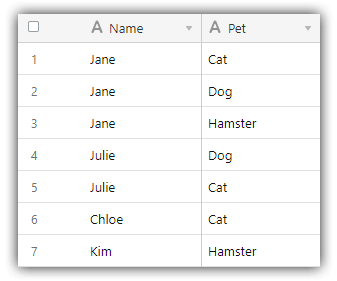 A Name A Pet
1 Jane Cat
2 Jane Dog
3 Jane Hamster
4 Julie Dog
5 Julie Cat
6 Chloe Cat
7 Kim Hamster